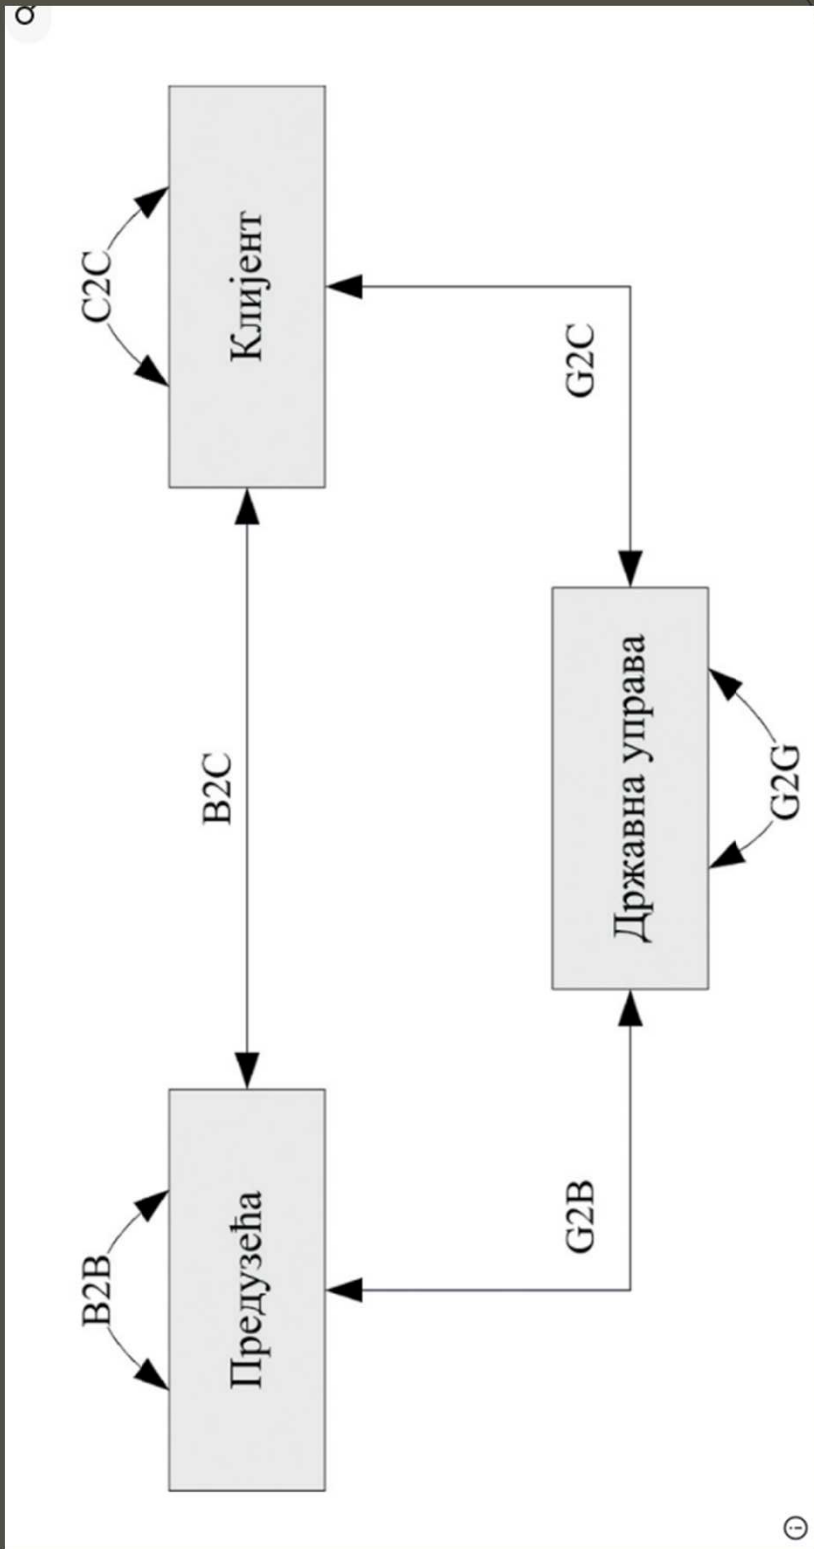 B2B
C2C
Предузећа
B2C
Клијент
G2B
G2C
Државна управа
G2G